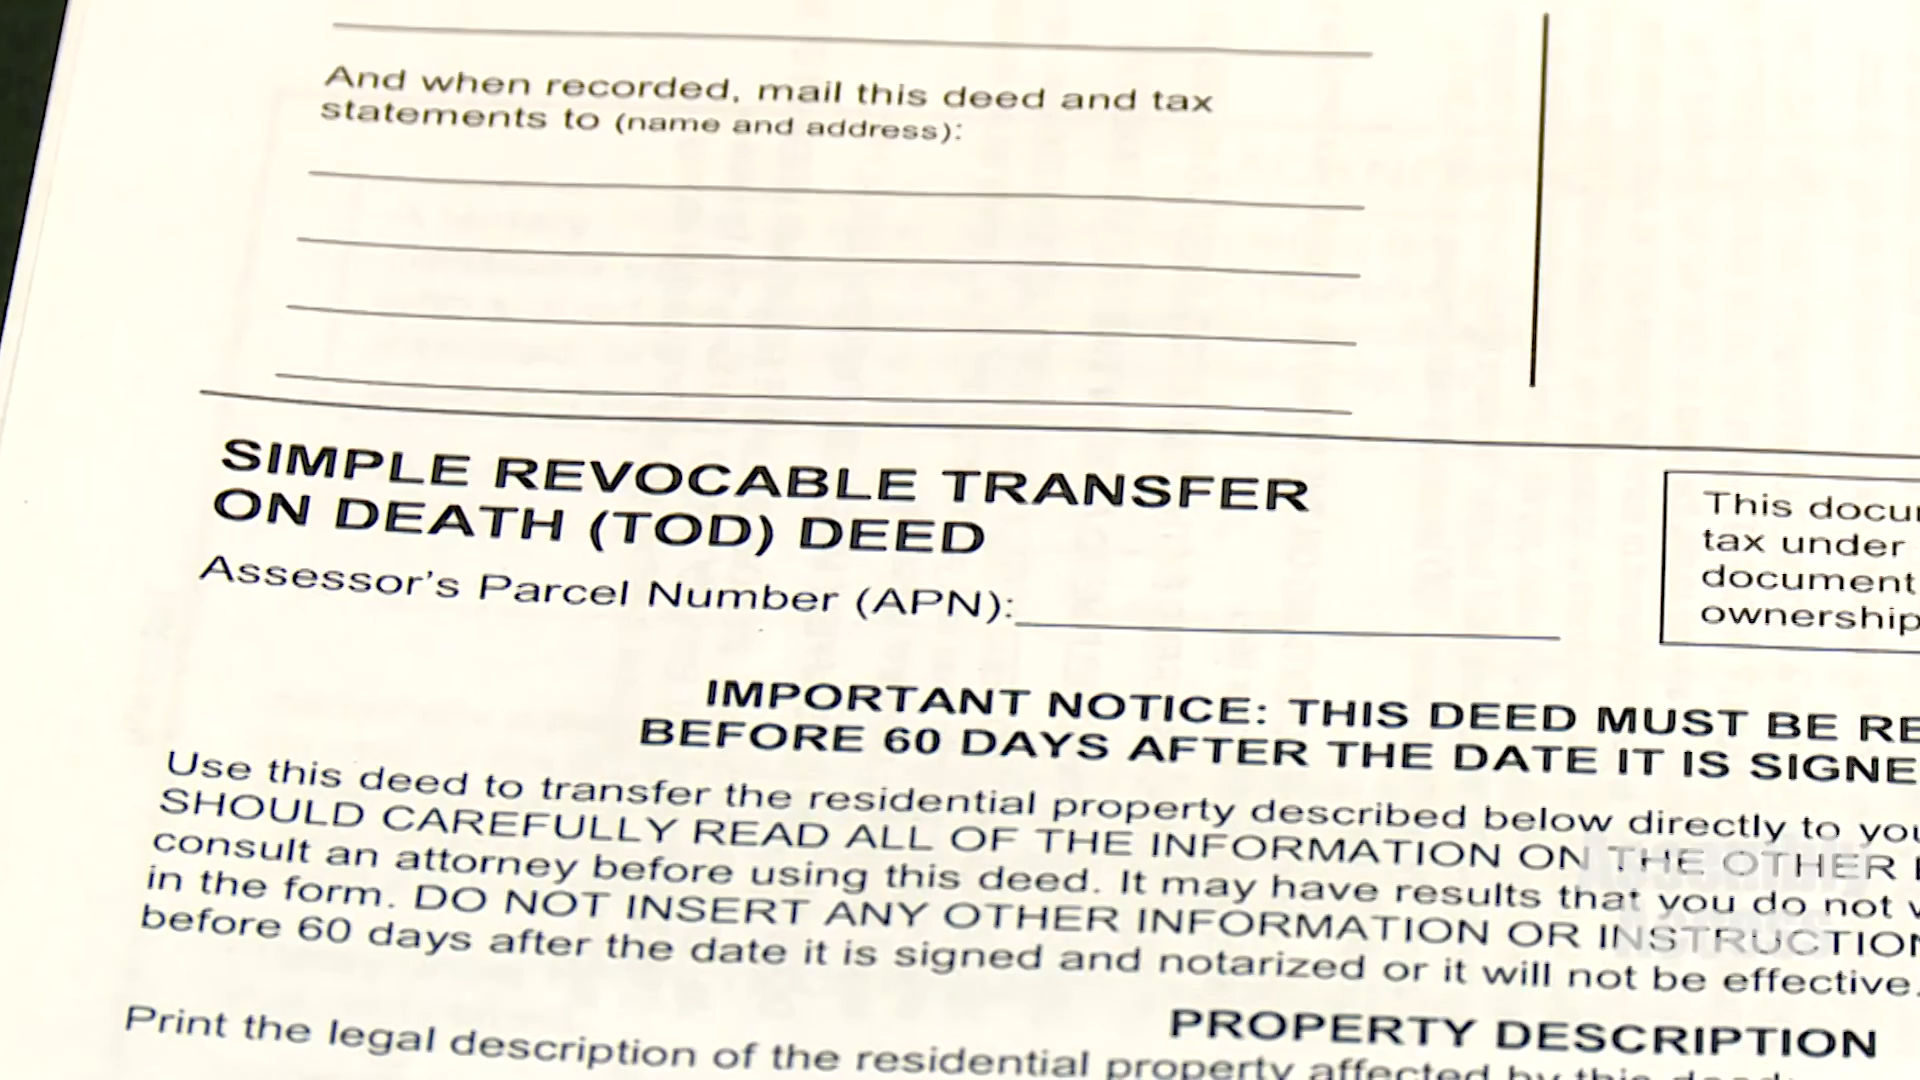 And when recorded, mail this deed and tax
statements to (name and address):
SIMPLE REVOCABLE TRANSFER
ON DEATH (TOD) DEED
Assessor's Parcel Number (APN):
This
tax under
document
ownership
IMPORTANT NOTICE: THIS DEED MUST BE
BEFORE 60 DAYS AFTER THE DATE IT IS
Use this deed to transfer the residential property described below directly to
SHOULD CAREFULLY READ ALL OF THE INFORMATION ON THE OTHER
consult an attorney before using this deed. It may have results that you do not
in the form. DO NOT INSERT ANY OTHER INFORMATION OR
before 60 days after the date it is signed and notarized or it will not be effective.
Assembly
Access
PROPERTY DESCRIPTION
Print the legal description of the residential property affected by this deed: